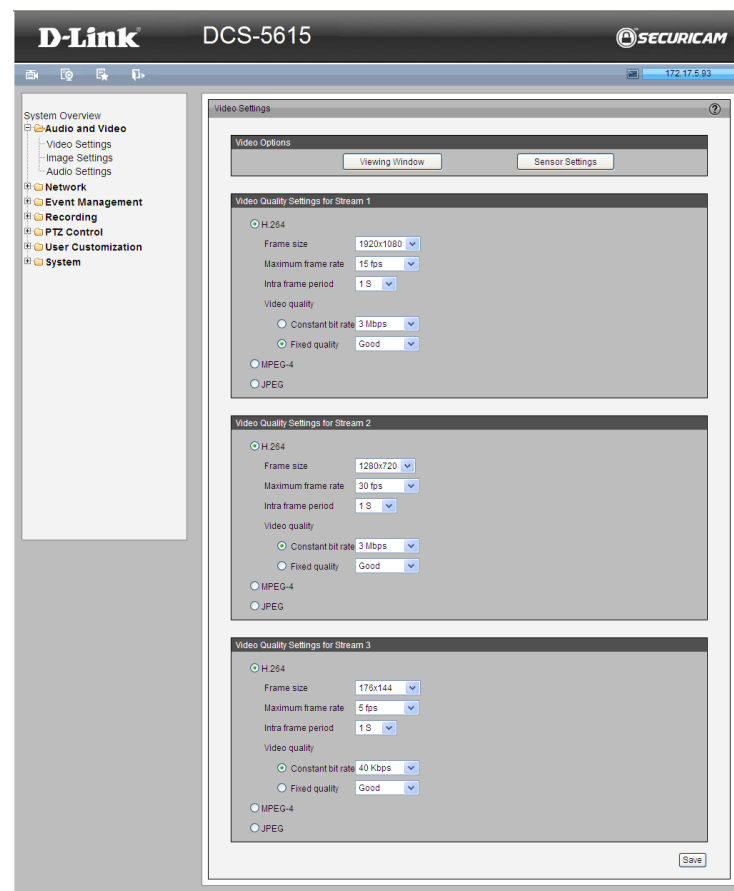 D-Link DCS-5615 SECURICAM
172.17.5.93
System Overview
Audio and Video
Video Settings
Image Settings
Audio Settings
Network
Event Management
Recording
PTZ Control
User Customization
System
Video Settings ?
Video Options
Viewing Window Sensor Settings
Video Quality Settings for Stream 1
H.264
Frame size 1920x1080
Maximum frame rate 15 fps
Intra frame period 1 S
Video quality
Constant bit rate 3 Mbps
Fixed quality Good
MPEG-4
JPEG
Video Quality Settings for Stream 2
H.264
Frame size 1280x720
Maximum frame rate 30 fps
Intra frame period 1 S
Video quality
Constant bit rate 3 Mbps
Fixed quality Good
MPEG-4
JPEG
Video Quality Settings for Stream 3
H.264
Frame size 176x144
Maximum frame rate 5 fps
Intra frame period 1 S
Video quality
Constant bit rate 40 Kbps
Fixed quality Good
MPEG-4
JPEG
Save